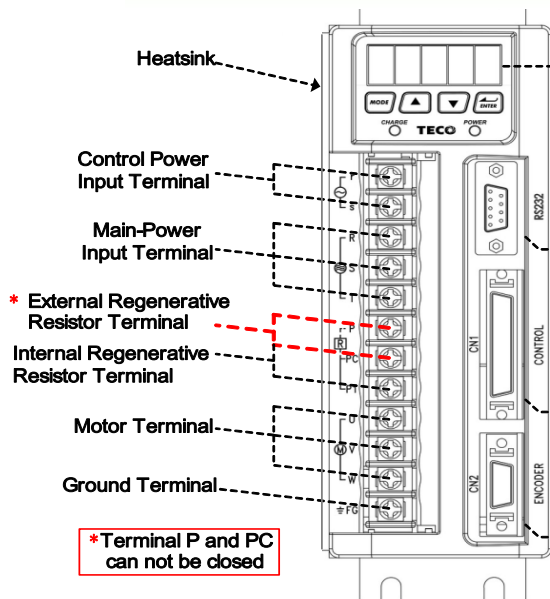 Heatsink
MODE
ENTER
CHARGE
POWER
TECO
Control Power
Input Terminal
r
s
RS232
Main-Power
Input Terminal
R
S
T
* External Regenerative
Resistor Terminal
P
R
PC
Internal Regenerative
Resistor Terminal
P1
CN1
CONTROL
Motor Terminal
U
M
V
W
CN2
ENCODER
Ground Terminal
FG
*Terminal P and PC
can not be closed